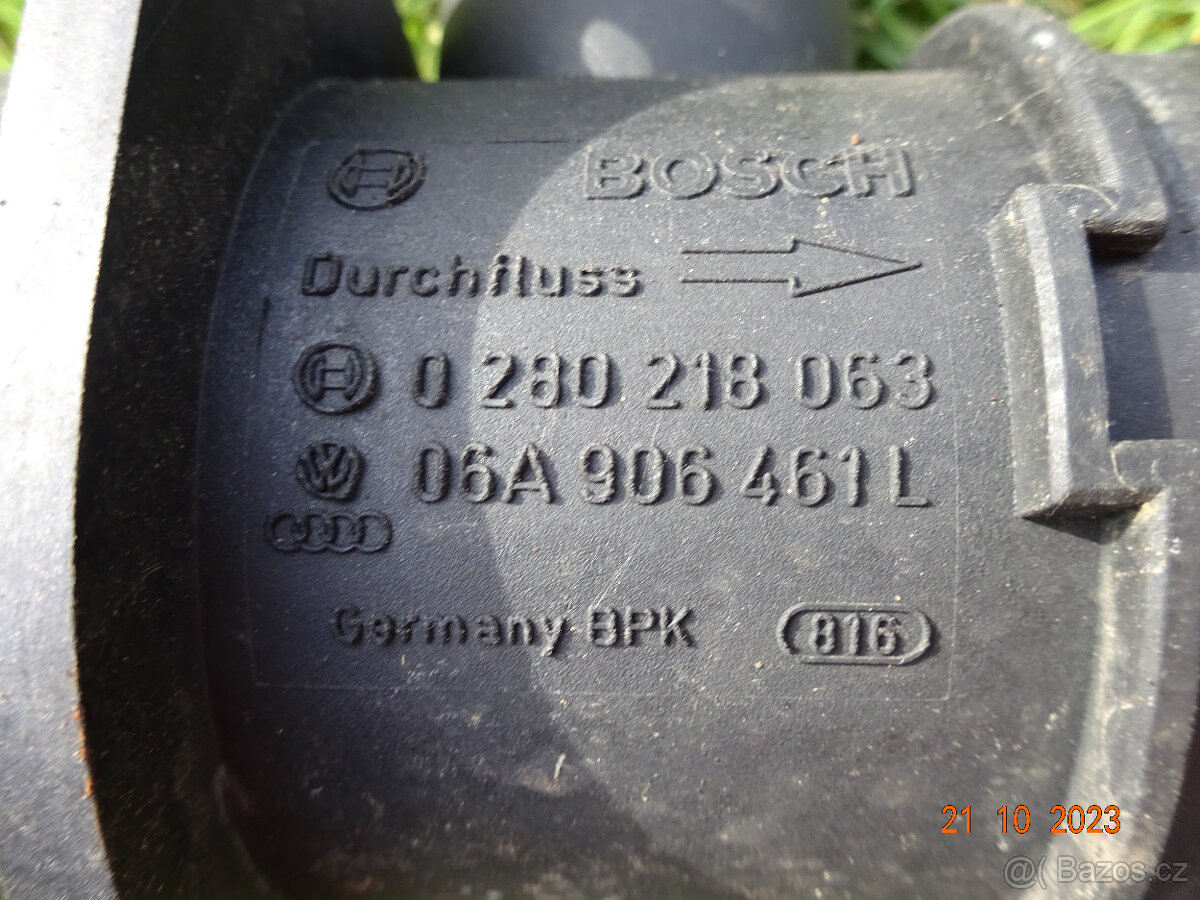 BOSCH
Durchfluss
0 280 218 063
06A 906 461 L
Germany BPK 816
21 10 2023
@( Bazos.cz